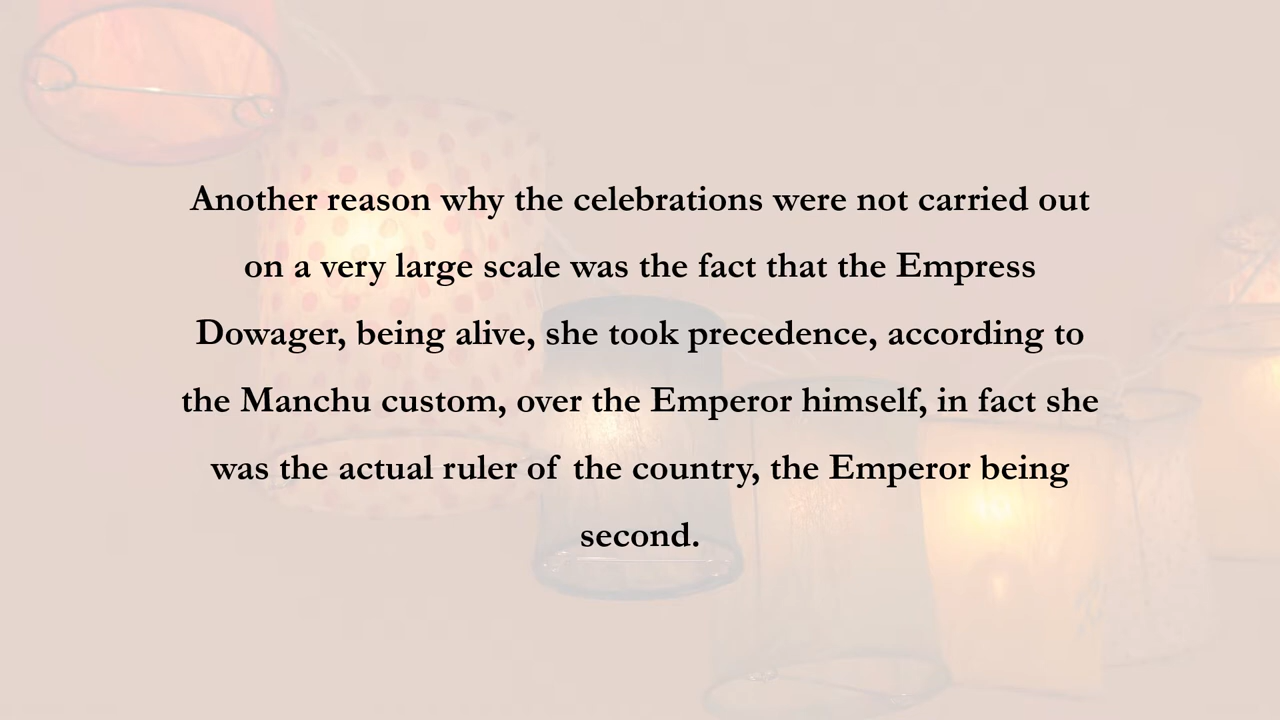 Another reason why the celebrations were not carried out
on a very large scale was the fact that the Empress
Dowager, being alive, she took precedence, according to
the Manchu custom, over the Emperor himself, in fact she
was the actual ruler of the country, the Emperor being
second.